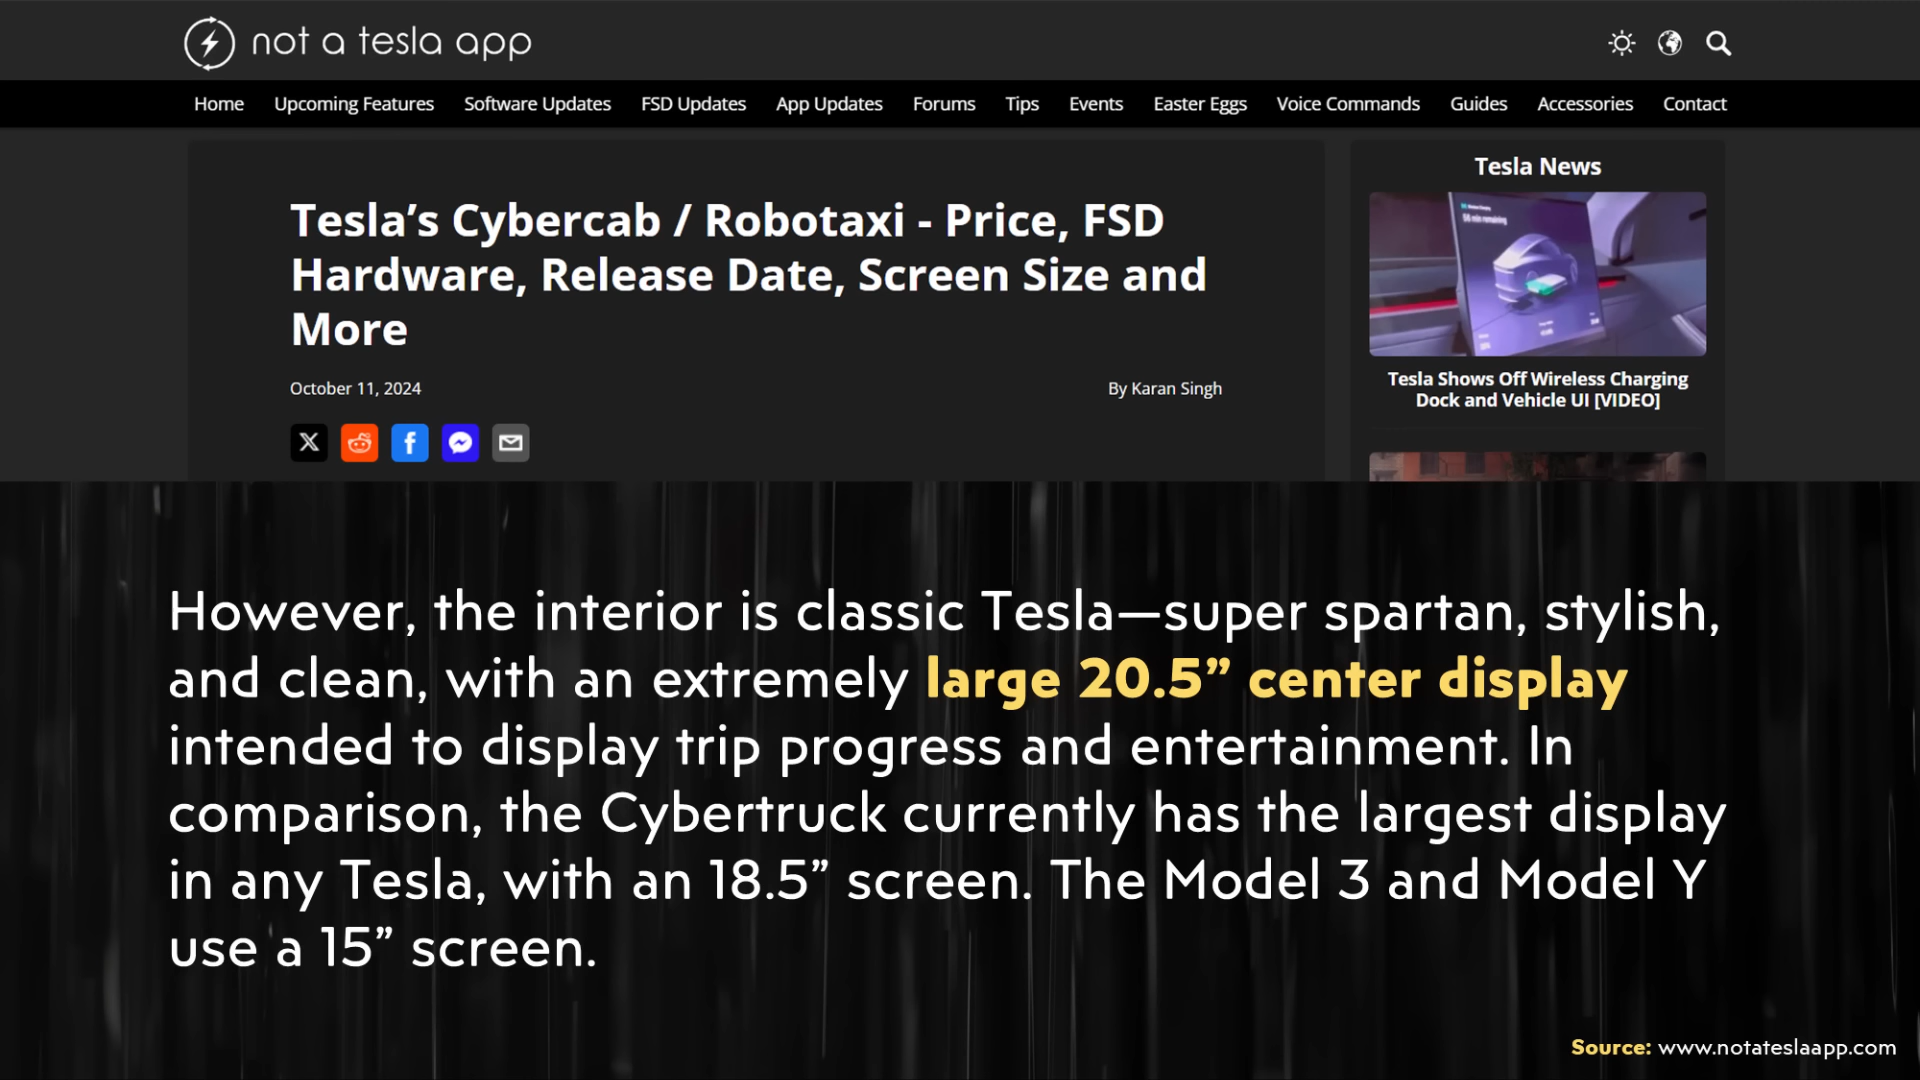 not a tesla app
Home Upcoming Features Software Updates FSD Updates App Updates Forums Tips Events Easter Eggs Voice Commands Guides Accessories Contact
Tesla’s Cybercab / Robotaxi - Price, FSD
Hardware, Release Date, Screen Size and
More
October 11, 2024
By Karan Singh
Tesla News
Tesla Shows Off Wireless Charging
Dock and Vehicle UI [VIDEO]
However, the interior is classic Tesla—super spartan, stylish,
and clean, with an extremely large 20.5” center display
intended to display trip progress and entertainment. In
comparison, the Cybertruck currently has the largest display
in any Tesla, with an 18.5” screen. The Model 3 and Model Y
use a 15” screen.
Source: www.notateslaapp.com